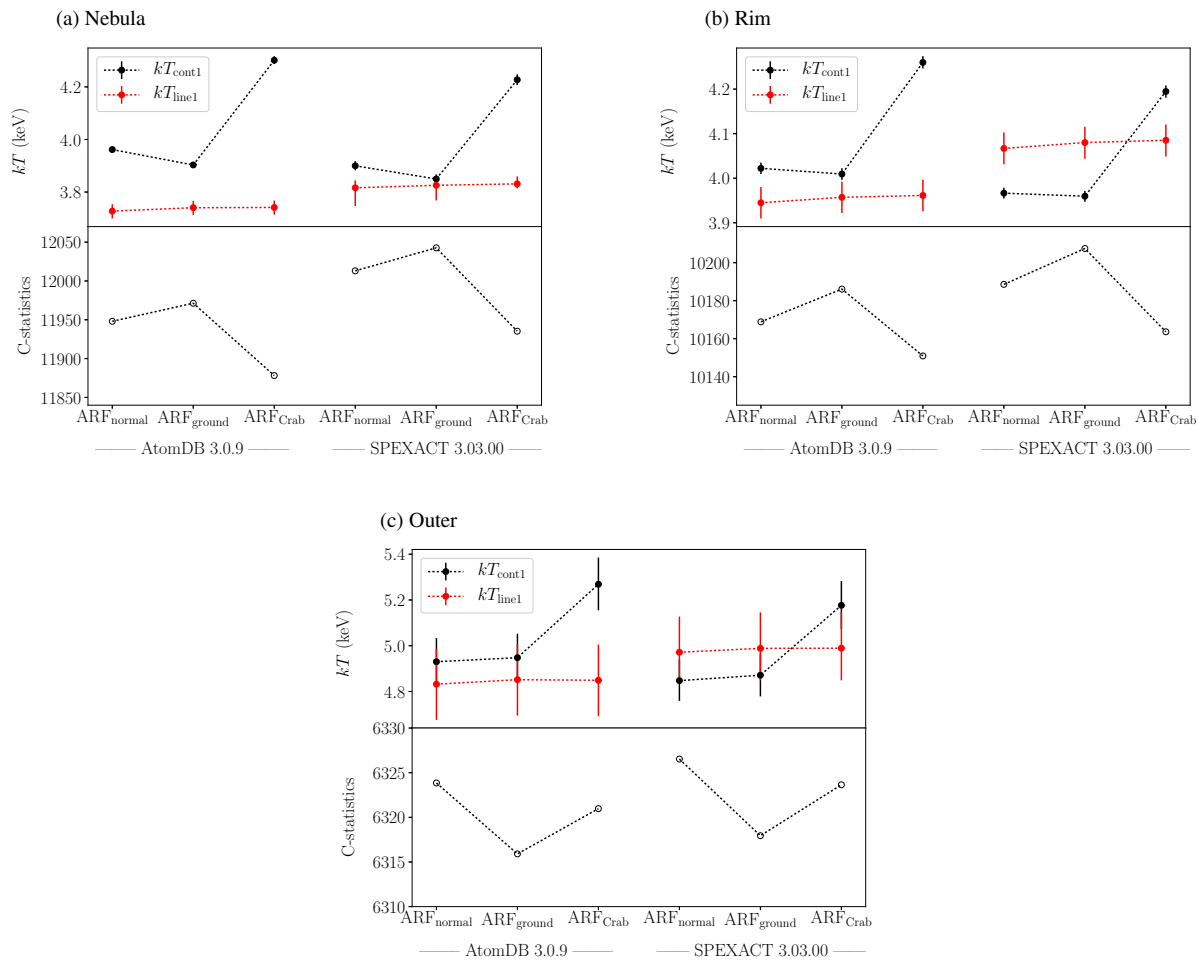 (a) Nebula
kT (keV)
4.2
4.0
3.8
kT_cont1
kT_line1
C-statistics
12050
12000
11950
11900
11850
ARF_normal ARF_ground ARF_Crab ARF_normal ARF_ground ARF_Crab
AtomDB 3.0.9 SPEXACT 3.03.00
(b) Rim
kT (keV)
4.2
4.1
4.0
3.9
kT_cont1
kT_line1
C-statistics
10200
10180
10160
10140
ARF_normal ARF_ground ARF_Crab ARF_normal ARF_ground ARF_Crab
AtomDB 3.0.9 SPEXACT 3.03.00
(c) Outer
kT (keV)
5.4
5.2
5.0
4.8
kT_cont1
kT_line1
C-statistics
6330
6325
6320
6315
6310
ARF_normal ARF_ground ARF_Crab ARF_normal ARF_ground ARF_Crab
AtomDB 3.0.9 SPEXACT 3.03.00